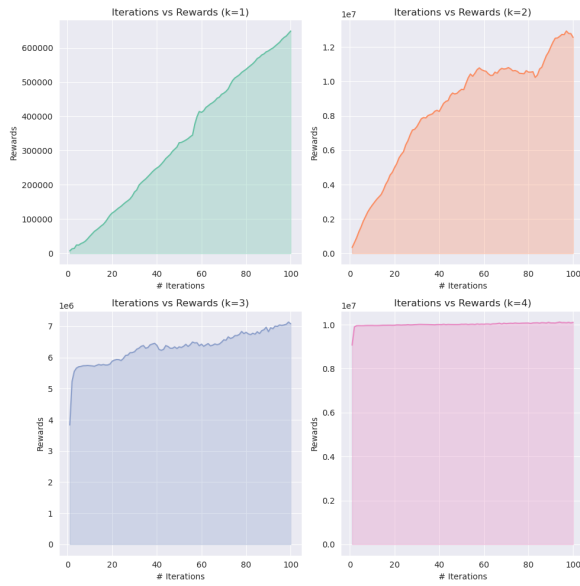 Iterations vs Rewards (k=1)
600000
500000
400000
300000
200000
100000
0
Rewards
0 20 40 60 80 100
# Iterations
Iterations vs Rewards (k=2)
1e7
1.2
1.0
0.8
0.6
0.4
0.2
0.0
Rewards
0 20 40 60 80 100
# Iterations
Iterations vs Rewards (k=3)
1e6
7
6
5
4
3
2
1
0
Rewards
0 20 40 60 80 100
# Iterations
Iterations vs Rewards (k=4)
1e7
1.0
0.8
0.6
0.4
0.2
0.0
Rewards
0 20 40 60 80 100
# Iterations